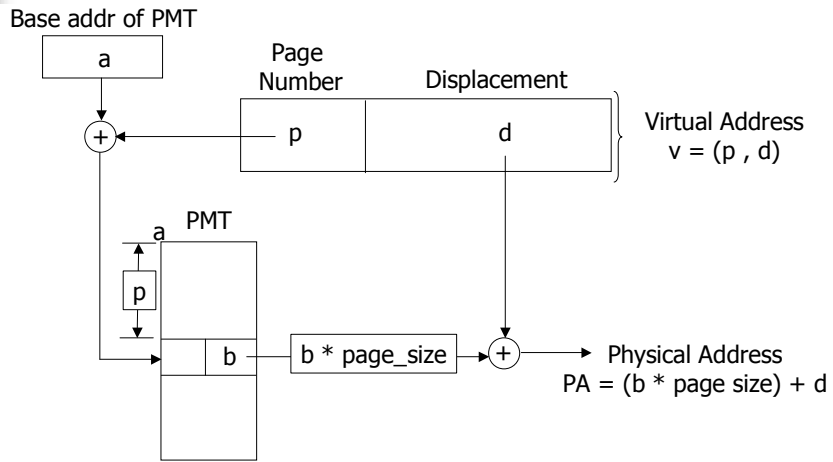 Base addr of PMT
a
Page
Number
Displacement
p
d
Virtual Address
v = (p , d)
+
PMT
a
p
b
b * page_size
+
Physical Address
PA = (b * page size) + d